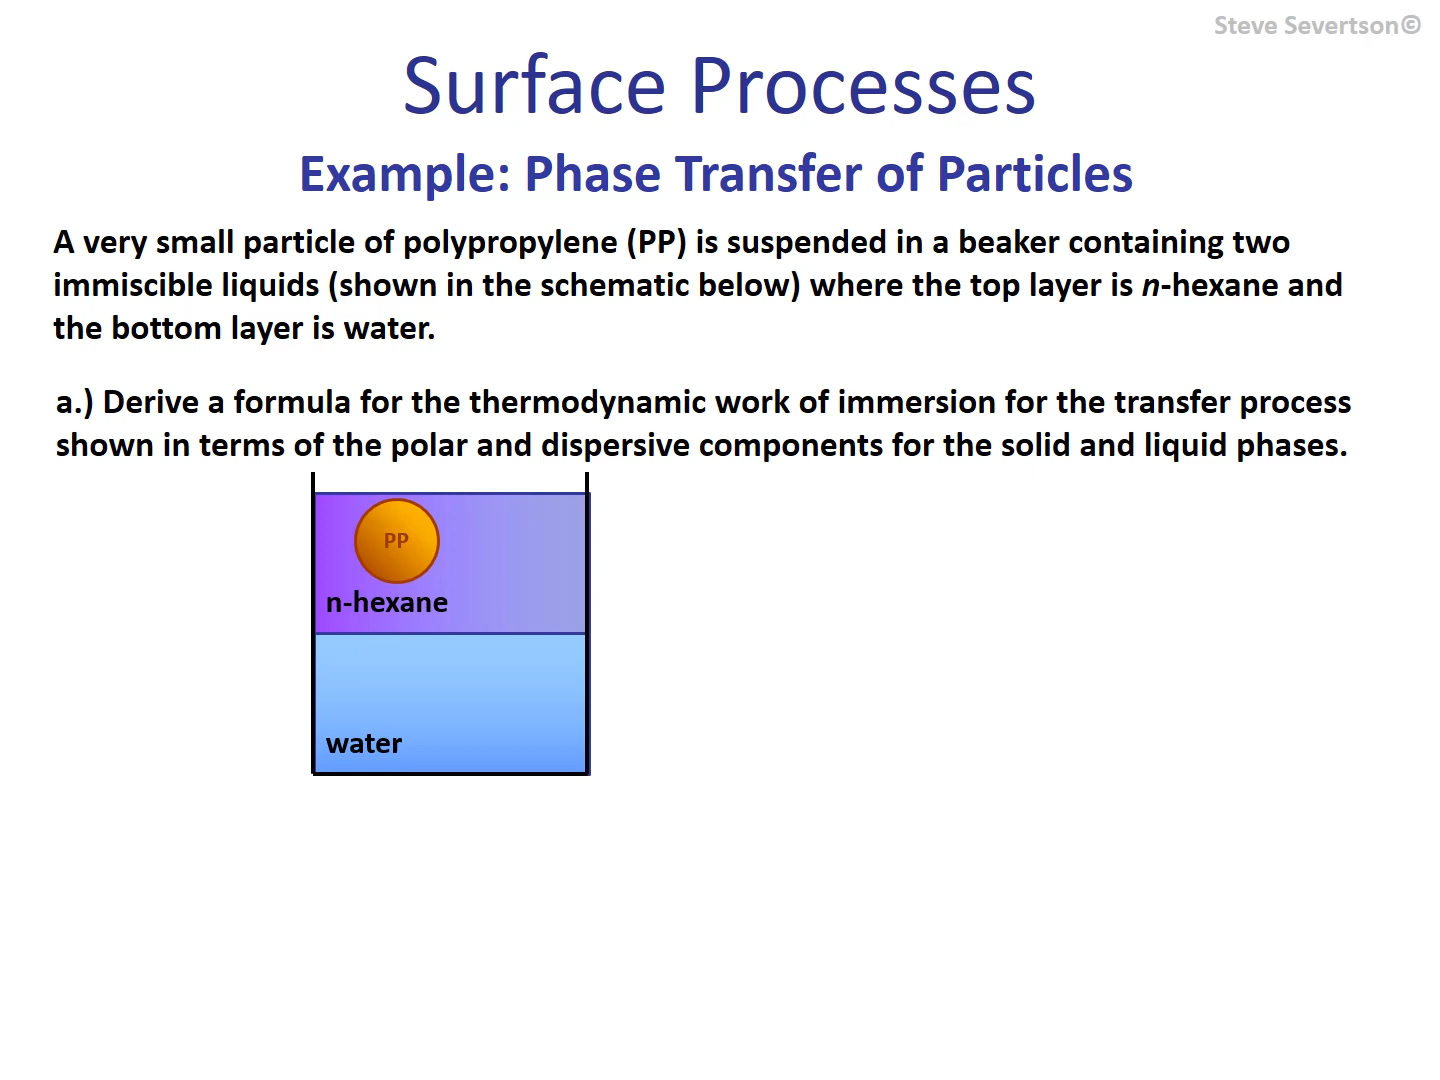 Steve Severtson©
Surface Processes
Example: Phase Transfer of Particles
A very small particle of polypropylene (PP) is suspended in a beaker containing two
immiscible liquids (shown in the schematic below) where the top layer is n-hexane and
the bottom layer is water.
a.) Derive a formula for the thermodynamic work of immersion for the transfer process
shown in terms of the polar and dispersive components for the solid and liquid phases.
PP
n-hexane
water